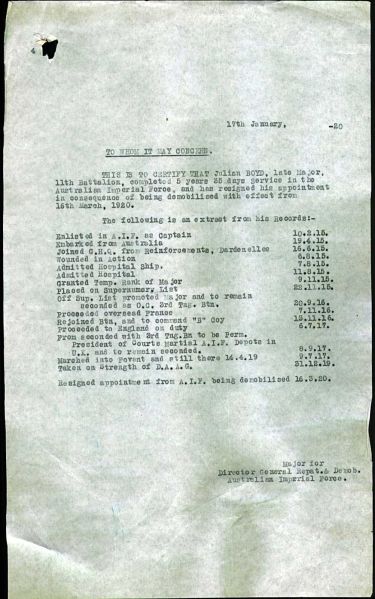 17th January, -20
TO WHOM IT MAY CONCERN.
THIS IS TO CERTIFY THAT Julian BOYD, late Major,
11th Battalion, completed 5 years 35 days service in the
Australian Imperial Force, and has resigned his appointment
in consequence of being demobilised with effect from
16th March, 1920.
The following is an extract from his Records:-
Enlisted in A.I.F. as Captain 10.2.15.
Embarked from Australia 19.4.15.
Joined G.H.Q. from Reinforcements, Dardenelles 16.6.15.
Wounded in Action 6.8.15.
Admitted Hospital Ship. 7.8.15.
Admitted Hospital. 11.8.15.
Granted Temp. Rank of Major 9.11.15.
Placed on Supernumery List 22.11.15.
Off Sup. List promoted Major and to remain
seconded as O.C. 3rd Tag. Btn. 20.9.16.
Proceeded overseas France 7.11.16.
Rejoined Btn, and to command "B" Coy 12.11.16.
Proceeded to England on duty 6.7.17.
From seconded with 3rd Tag.Bn to be Perm.
President of Courts Martial A.I.F. Depots in
U.K. and to remain seconded. 8.9.17.
Marched into Fovant and still there 14.4.19 9.7.17.
Taken on Strength of D.A.A.G. 31.12.19.
Resigned appointment from A.I.F. being demobilised 16.3.20.
Major for
Director General Repat.& Demob.
Australian Imperial Force.